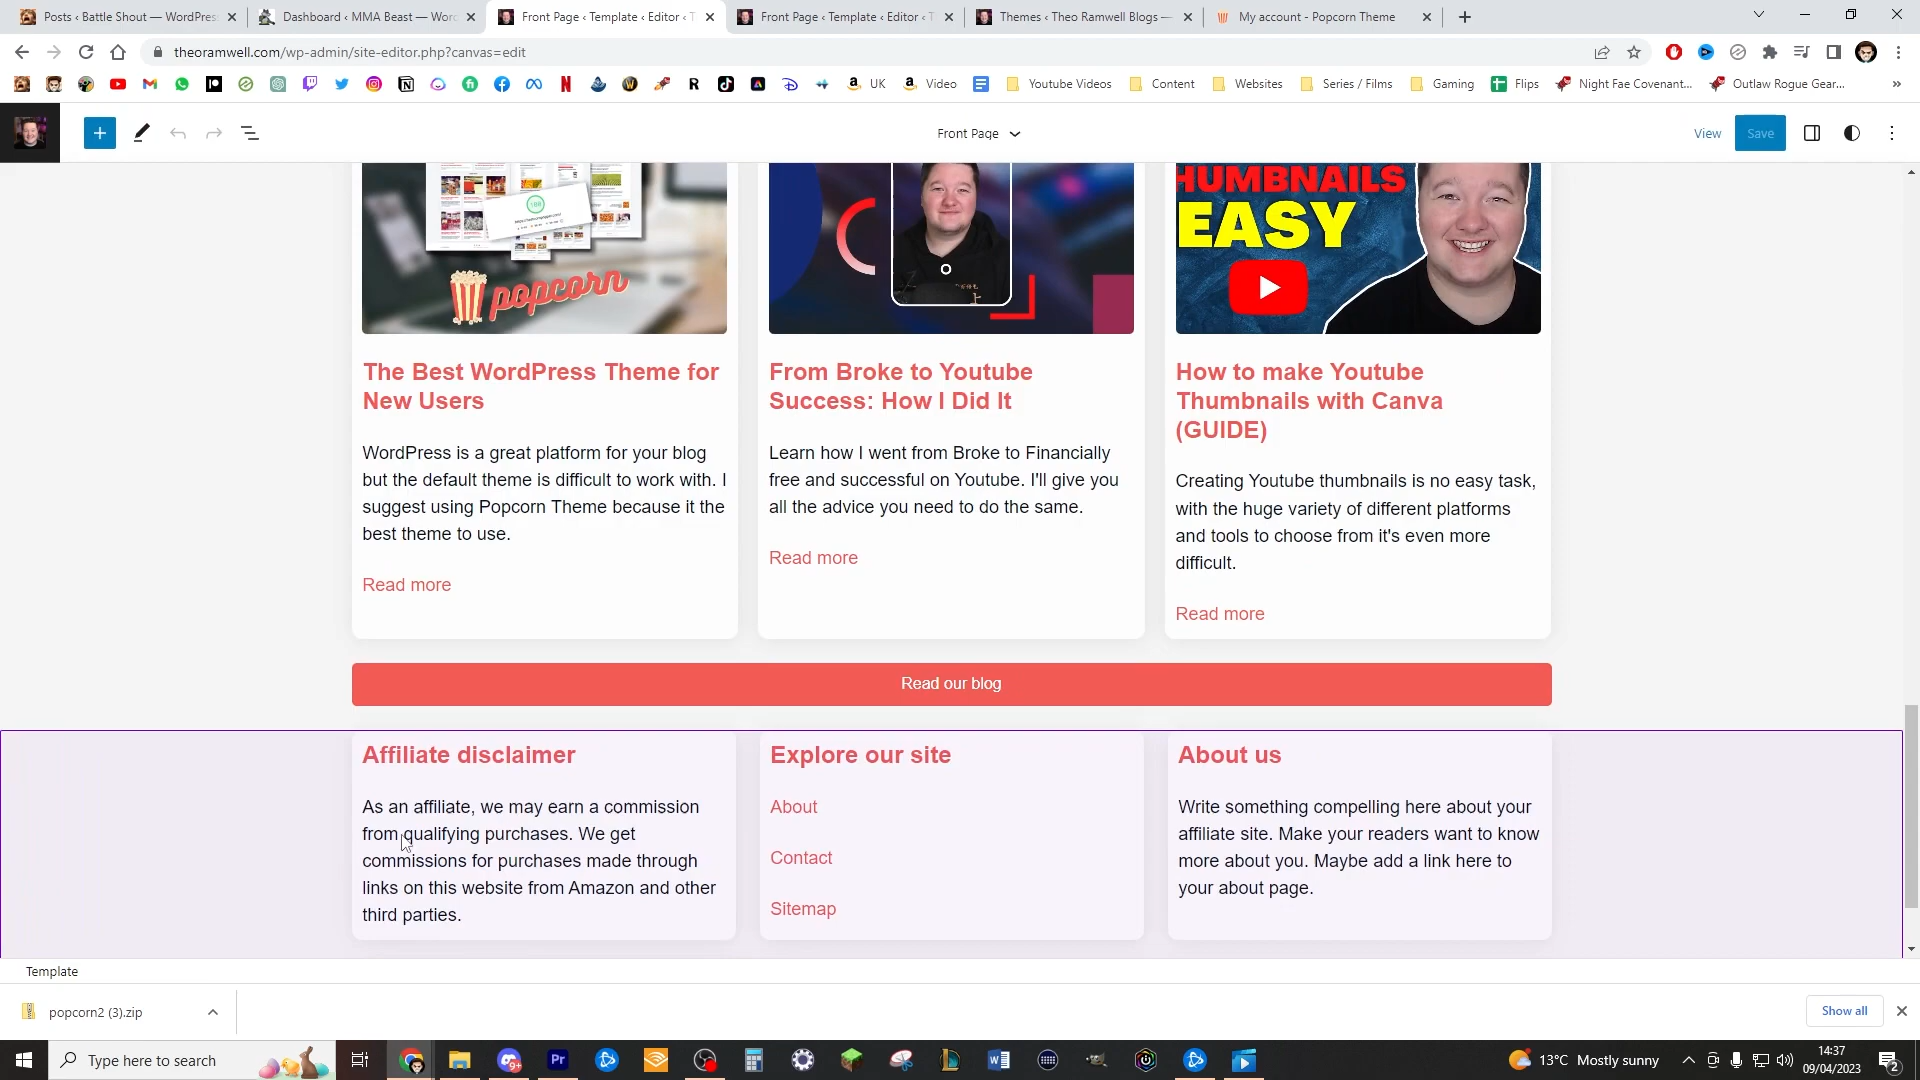 Posts ‹ Battle Shout — WordPres
Dashboard ‹ MMA Beast — Word
Front Page ‹ Template ‹ Editor ‹ T
Front Page ‹ Template ‹ Editor ‹ T
Themes ‹ Theo Ramwell Blogs —
My account - Popcorn Theme
theoramwell.com/wp-admin/site-editor.php?canvas=edit
UK
Video
Youtube Videos
Content
Websites
Series / Films
Gaming
Flips
Night Fae Covenant...
Outlaw Rogue Gear...
Front Page
View
Save
100
popcorn
HUMBNAILS
EASY
The Best WordPress Theme for
New Users
WordPress is a great platform for your blog
but the default theme is difficult to work with. I
suggest using Popcorn Theme because it the
best theme to use.
Read more
From Broke to Youtube
Success: How I Did It
Learn how I went from Broke to Financially
free and successful on Youtube. I'll give you
all the advice you need to do the same.
Read more
How to make Youtube
Thumbnails with Canva
(GUIDE)
Creating Youtube thumbnails is no easy task,
with the huge variety of different platforms
and tools to choose from it's even more
difficult.
Read more
Read our blog
Affiliate disclaimer
As an affiliate, we may earn a commission
from qualifying purchases. We get
commissions for purchases made through
links on this website from Amazon and other
third parties.
Explore our site
About
Contact
Sitemap
About us
Write something compelling here about your
affiliate site. Make your readers want to know
more about you. Maybe add a link here to
your about page.
Template
popcorn2 (3).zip
Show all
Type here to search
13°C Mostly sunny
14:37
09/04/2023
2